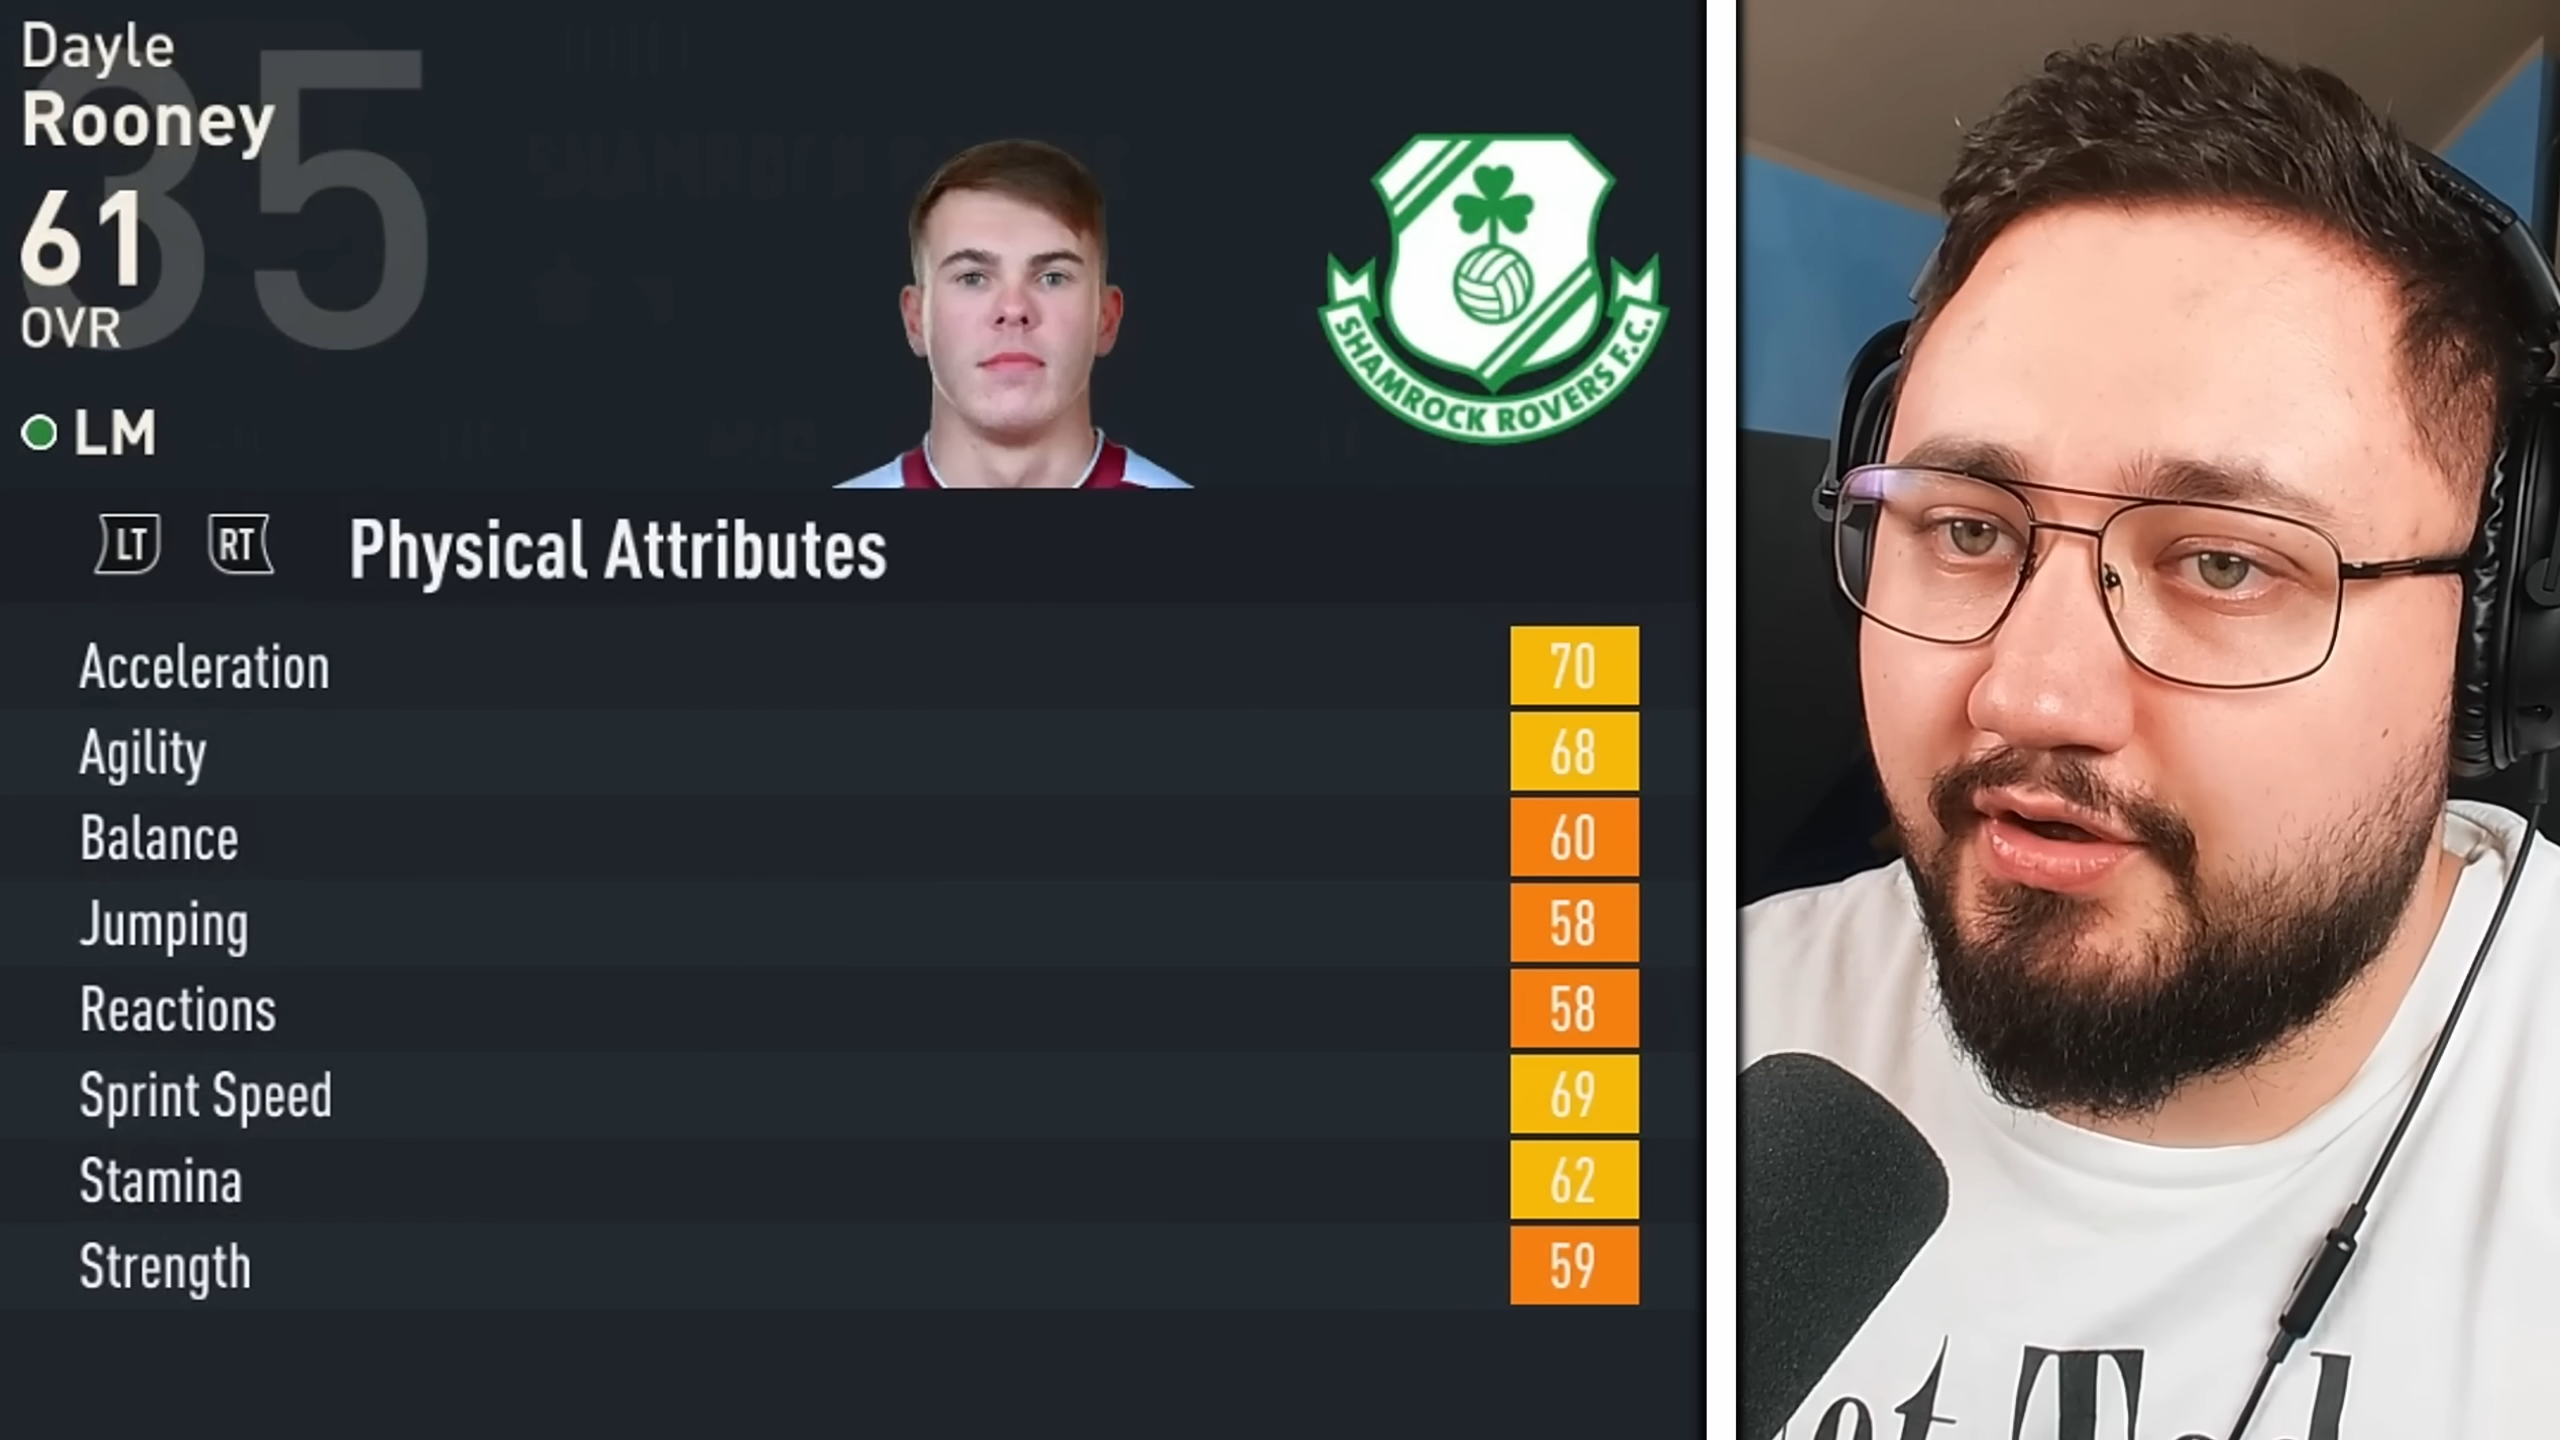 Dayle
Rooney
35
61
OVR
LM
SHAMROCK ROVERS F.C.
LT RT Physical Attributes
Acceleration 70
Agility 68
Balance 60
Jumping 58
Reactions 58
Sprint Speed 69
Stamina 62
Strength 59